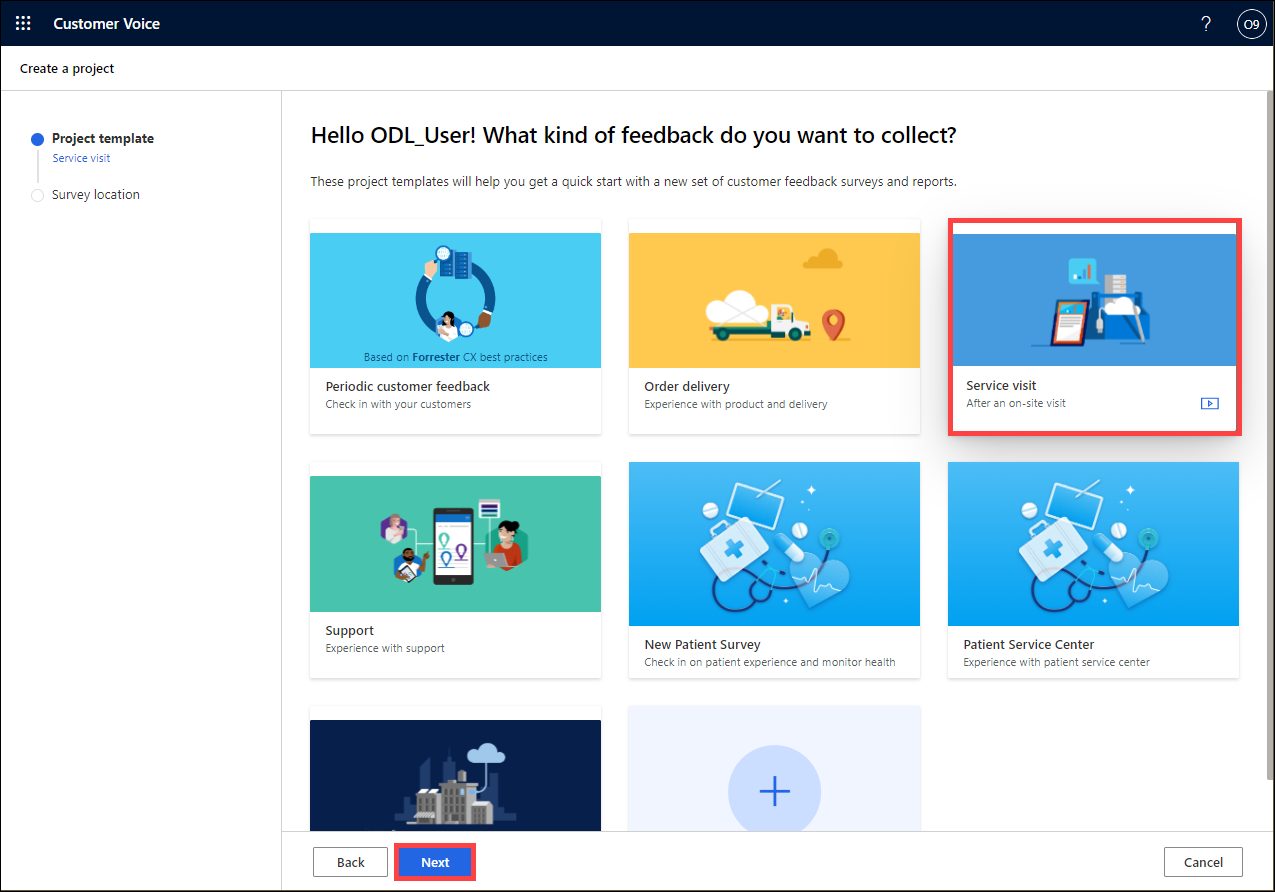 Customer Voice
?
O9
Create a project
Project template
Service visit
Survey location
Hello ODL_User! What kind of feedback do you want to collect?
These project templates will help you get a quick start with a new set of customer feedback surveys and reports.
Based on Forrester CX best practices
Periodic customer feedback
Check in with your customers
Order delivery
Experience with product and delivery
Service visit
After an on-site visit
Support
Experience with support
New Patient Survey
Check in on patient experience and monitor health
Patient Service Center
Experience with patient service center
Back
Next
Cancel